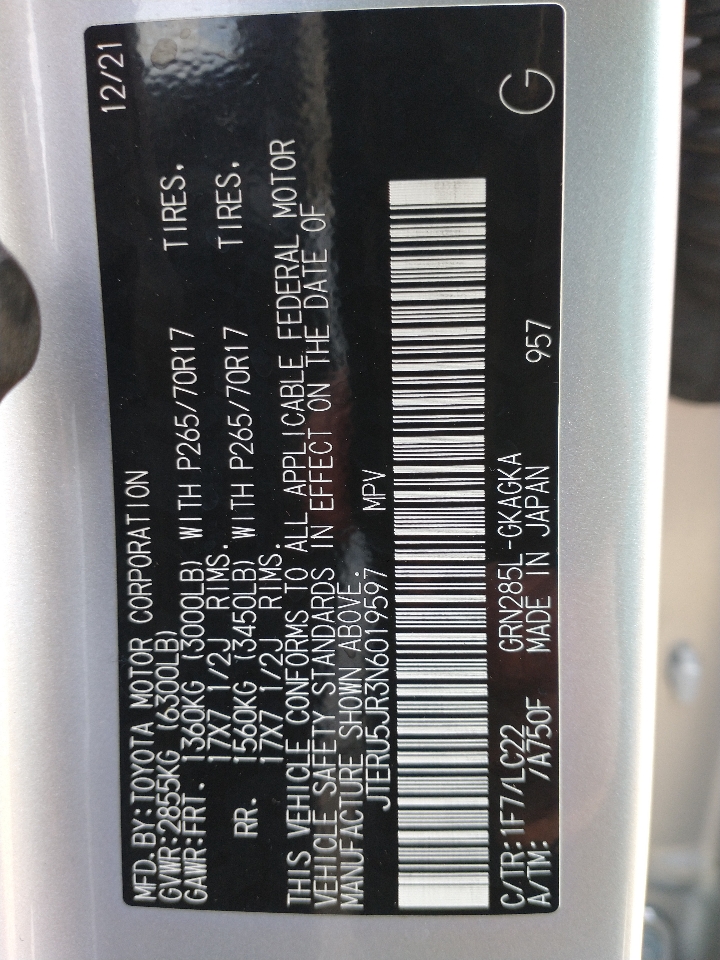 MFD.BY:TOYOTA MOTOR CORPORATION 12/21
GVWR:2855KG (6300LB)
GAWR:FRT. 1360KG (3000LB) WITH P265/70R17 TIRES,
17X7 1/2J RIMS.
RR. 1560KG (3450LB) WITH P265/70R17 TIRES,
17X7 1/2J RIMS.
THIS VEHICLE CONFORMS TO ALL APPLICABLE FEDERAL MOTOR
VEHICLE SAFETY STANDARDS IN EFFECT ON THE DATE OF
MANUFACTURE SHOWN ABOVE.
JTERU5JR3N6019597 MPV
C/TR:1F7/LC22 GRN285L-GKAGKA G
A/TM: /A750F MADE IN JAPAN 957